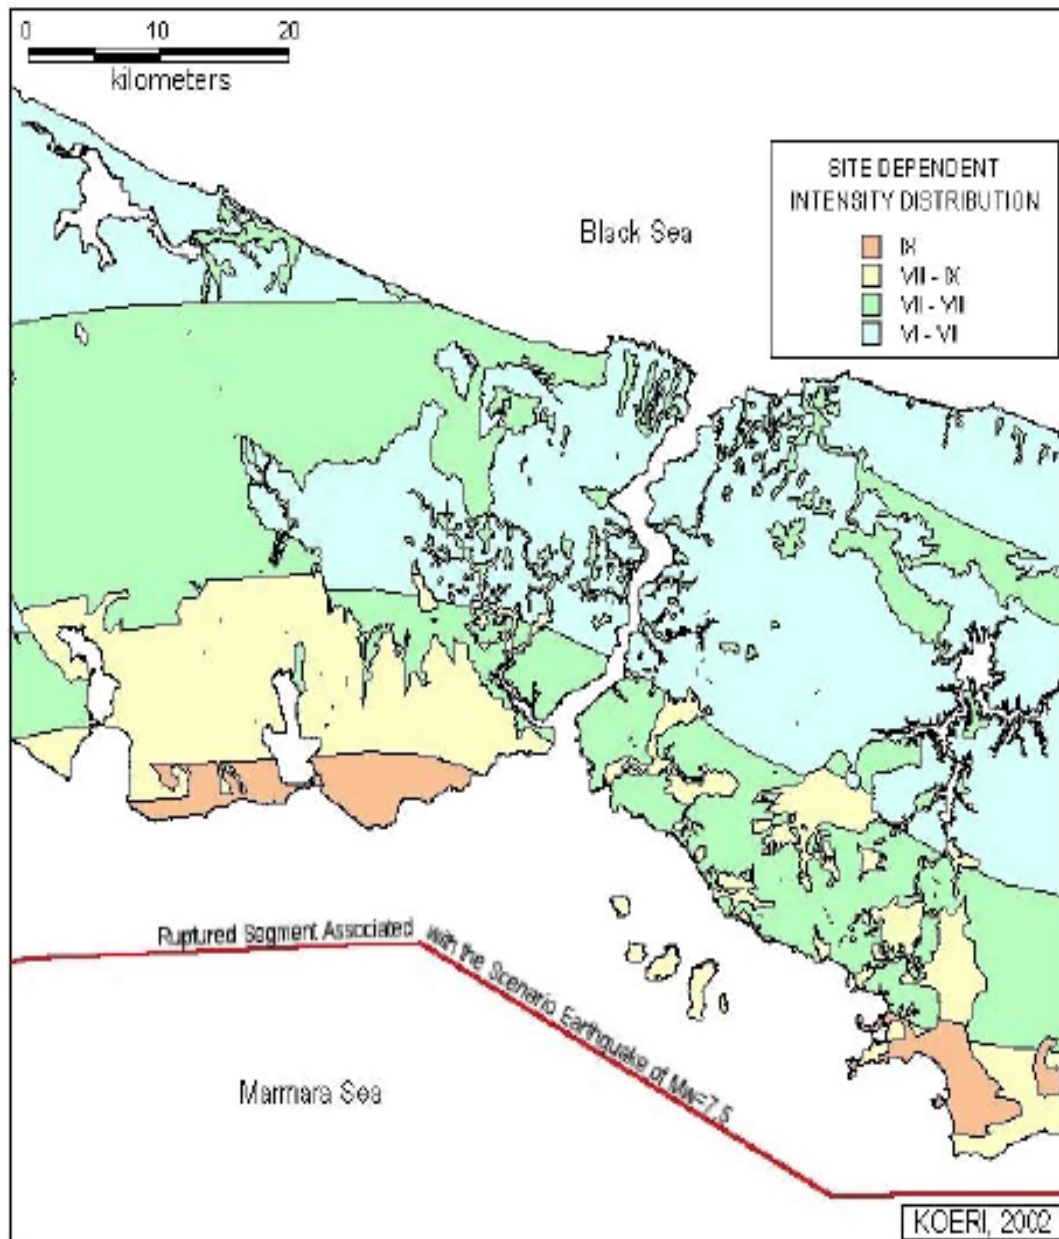 0 10 20
kilometers
SITE DEPENDENT
INTENSITY DISTRIBUTION
IX
VIII - IX
VII - VIII
VI - VII
Black Sea
Ruptured Segment Associated with the Scenario Earthquake of Mw=7.5
Marmara Sea
KOERI, 2002